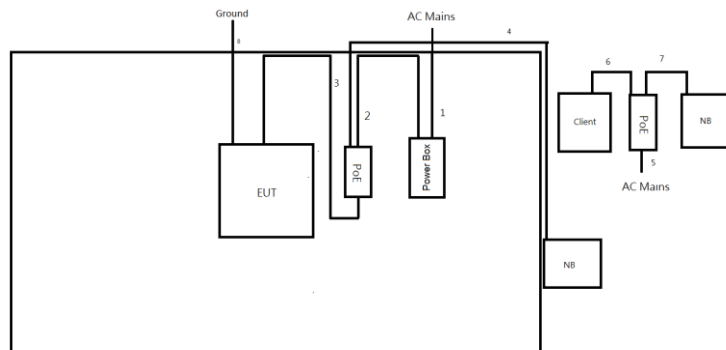 Ground
AC Mains
8
4
3
2
1
EUT
PoE
Power Box
NB
6
7
Client
PoE
NB
5
AC Mains